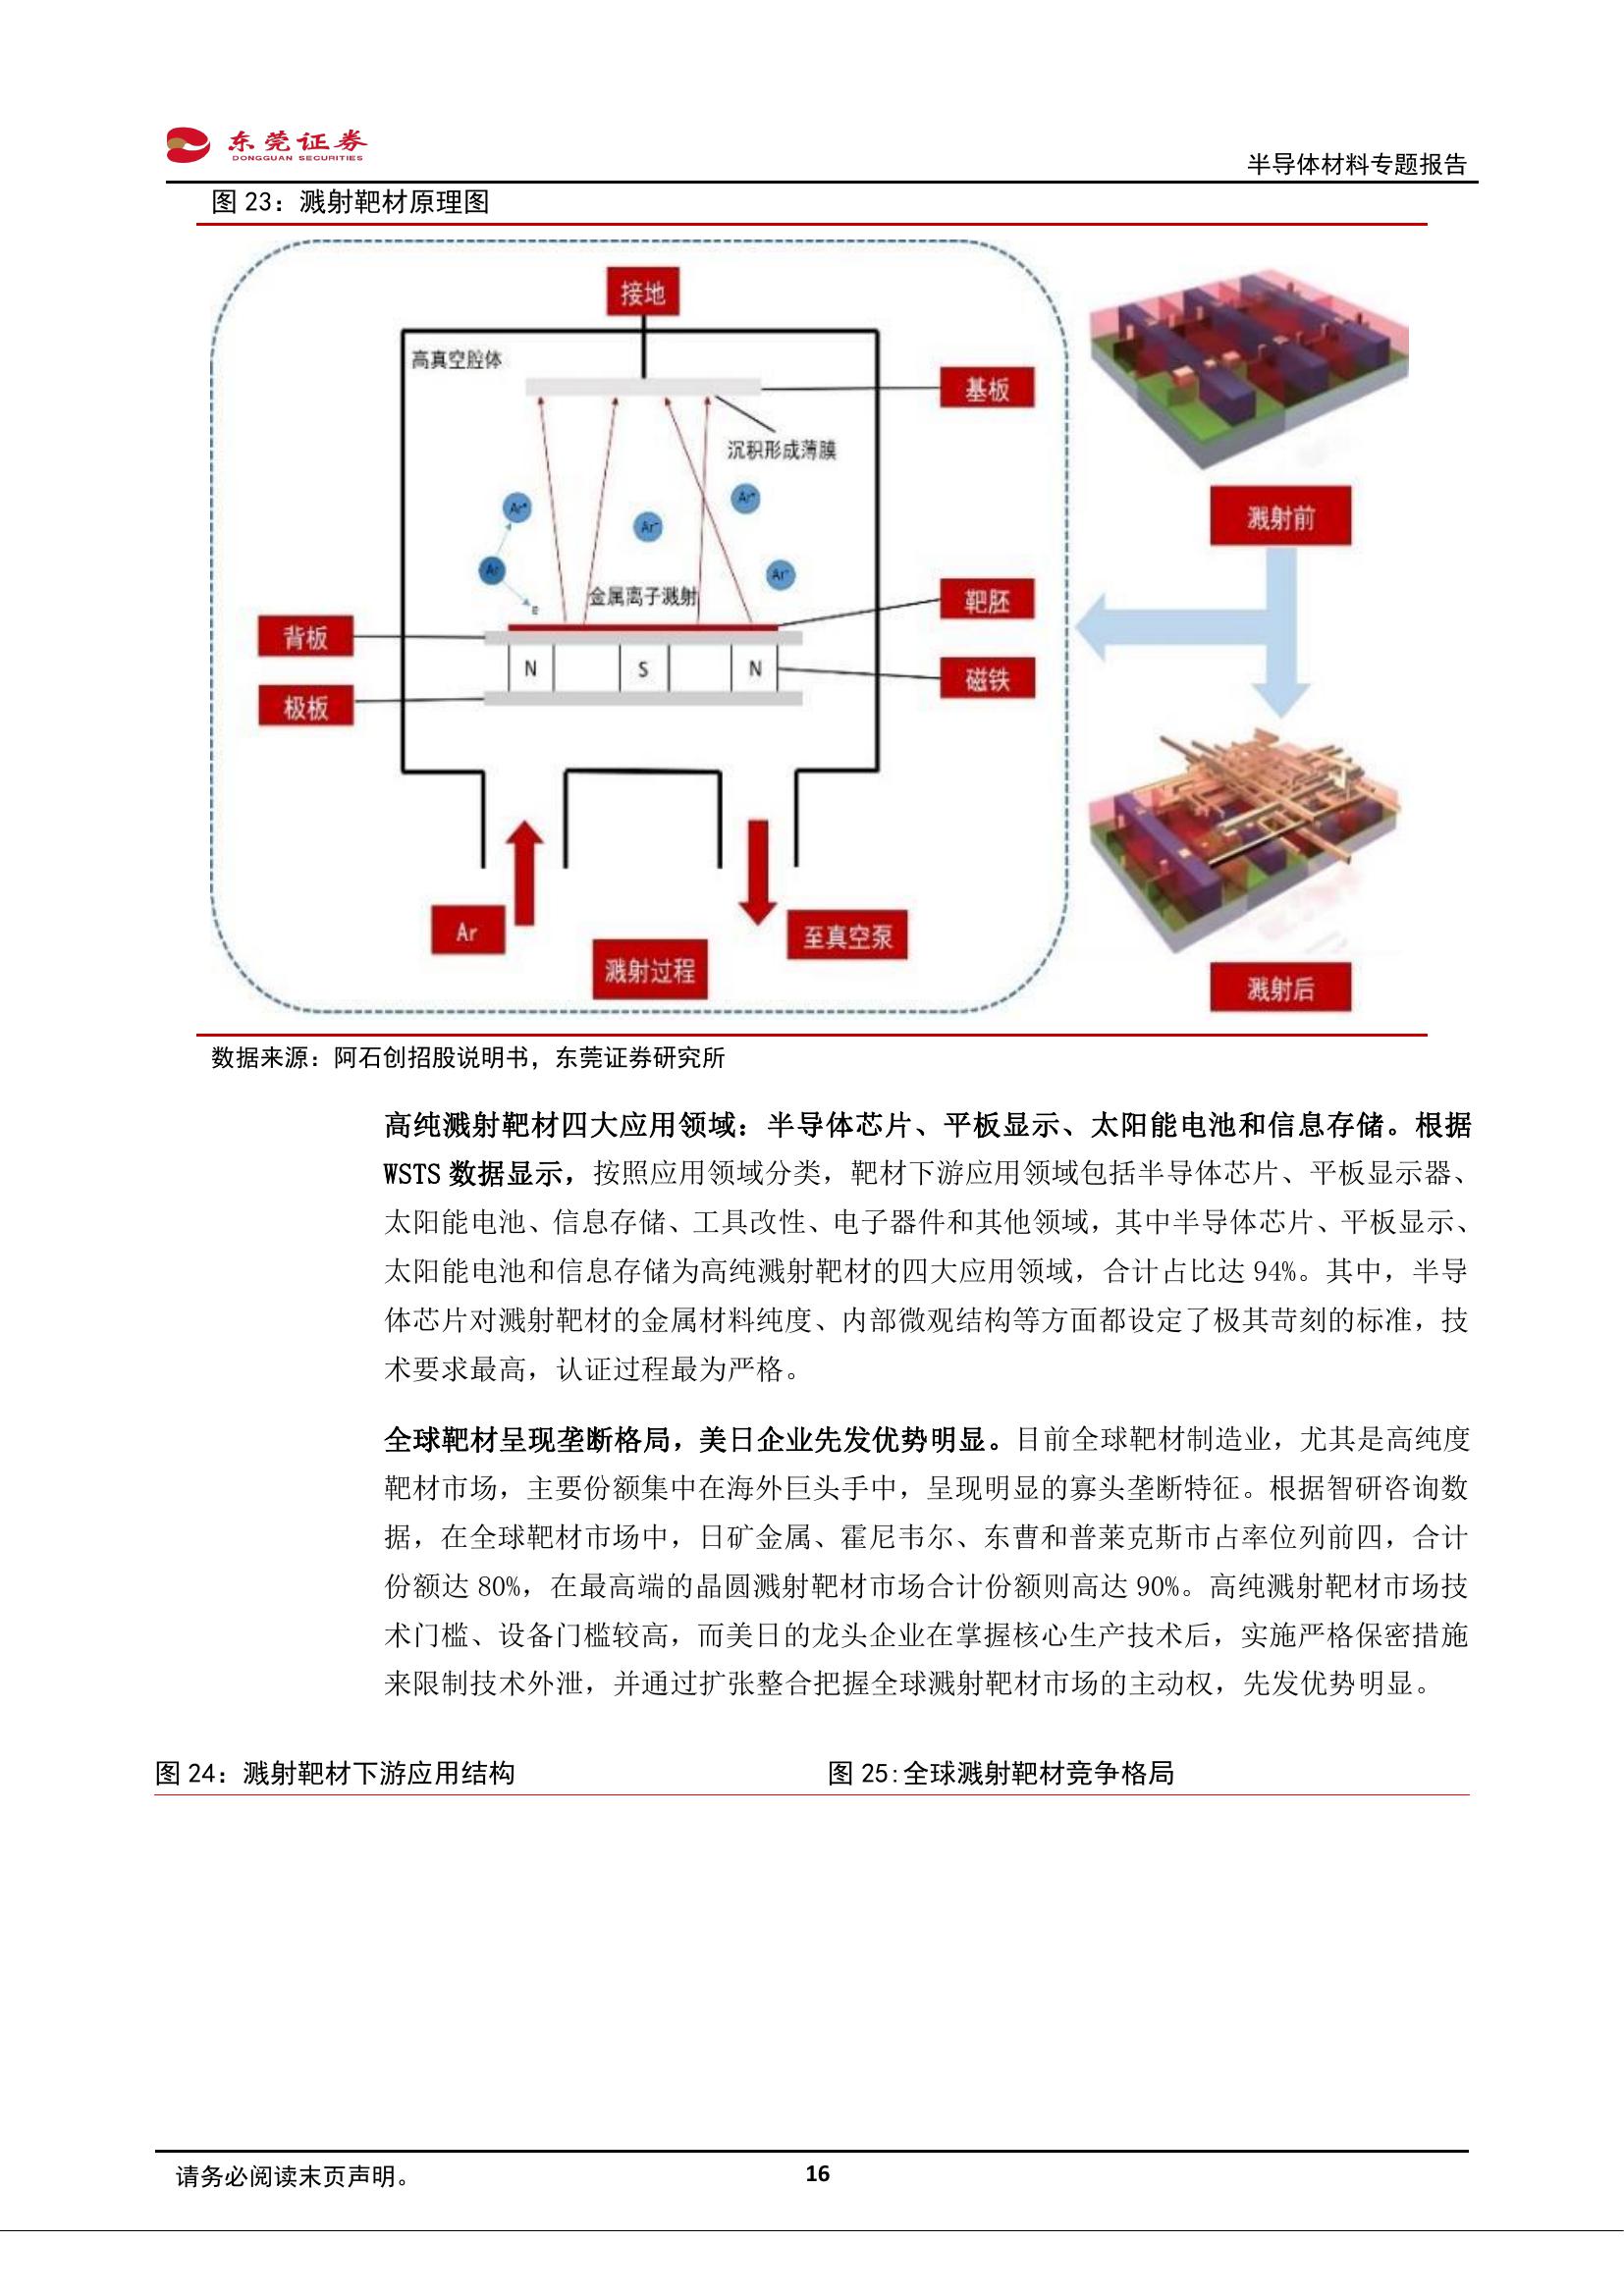 东莞证券
DONGGUAN SECURITIES
半导体材料专题报告
图 23：溅射靶材原理图
接地
高真空腔体
基板
沉积形成薄膜
Ar⁺
Ar⁺
Ar⁺
Ar
Ar⁺
e
金属离子溅射
溅射前
靶胚
背板
N
S
N
磁铁
极板
Ar
至真空泵
溅射过程
溅射后
数据来源：阿石创招股说明书，东莞证券研究所
高纯溅射靶材四大应用领域：半导体芯片、平板显示、太阳能电池和信息存储。根据
WSTS 数据显示，按照应用领域分类，靶材下游应用领域包括半导体芯片、平板显示器、
太阳能电池、信息存储、工具改性、电子器件和其他领域，其中半导体芯片、平板显示、
太阳能电池和信息存储为高纯溅射靶材的四大应用领域，合计占比达 94%。其中，半导
体芯片对溅射靶材的金属材料纯度、内部微观结构等方面都设定了极其苛刻的标准，技
术要求最高，认证过程最为严格。
全球靶材呈现垄断格局，美日企业先发优势明显。目前全球靶材制造业，尤其是高纯度
靶材市场，主要份额集中在海外巨头手中，呈现明显的寡头垄断特征。根据智研咨询数
据，在全球靶材市场中，日矿金属、霍尼韦尔、东曹和普莱克斯市占率位列前四，合计
份额达 80%，在最高端的晶圆溅射靶材市场合计份额则高达 90%。高纯溅射靶材市场技
术门槛、设备门槛较高，而美日的龙头企业在掌握核心生产技术后，实施严格保密措施
来限制技术外泄，并通过扩张整合把握全球溅射靶材市场的主动权，先发优势明显。
图 24：溅射靶材下游应用结构
图 25:全球溅射靶材竞争格局
请务必阅读末页声明。
16